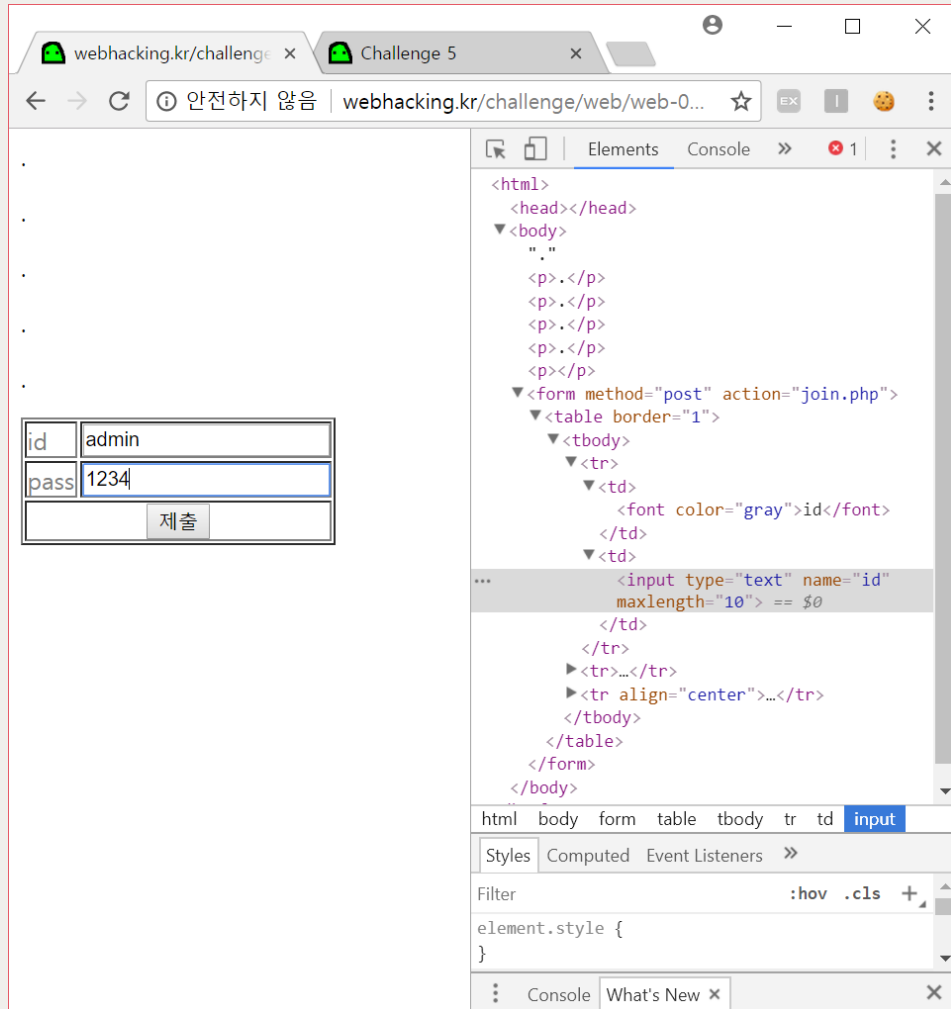 webhacking.kr/challenge
Challenge 5
안전하지 않음
webhacking.kr/challenge/web/web-0...
EX
I
Elements
Console
1
.
.
.
.
.
id
admin
pass
1234
제출
<html>
<head></head>
<body>
"."
<p>.</p>
<p>.</p>
<p>.</p>
<p>.</p>
<p></p>
<form method="post" action="join.php">
<table border="1">
<tbody>
<tr>
<td>
<font color="gray">id</font>
</td>
<td>
<input type="text" name="id"
maxlength="10"> == $0
</td>
</tr>
<tr>…</tr>
<tr align="center">…</tr>
</tbody>
</table>
</form>
</body>
html body form table tbody tr td input
Styles Computed Event Listeners
Filter :hov .cls
element.style {
}
Console What's New